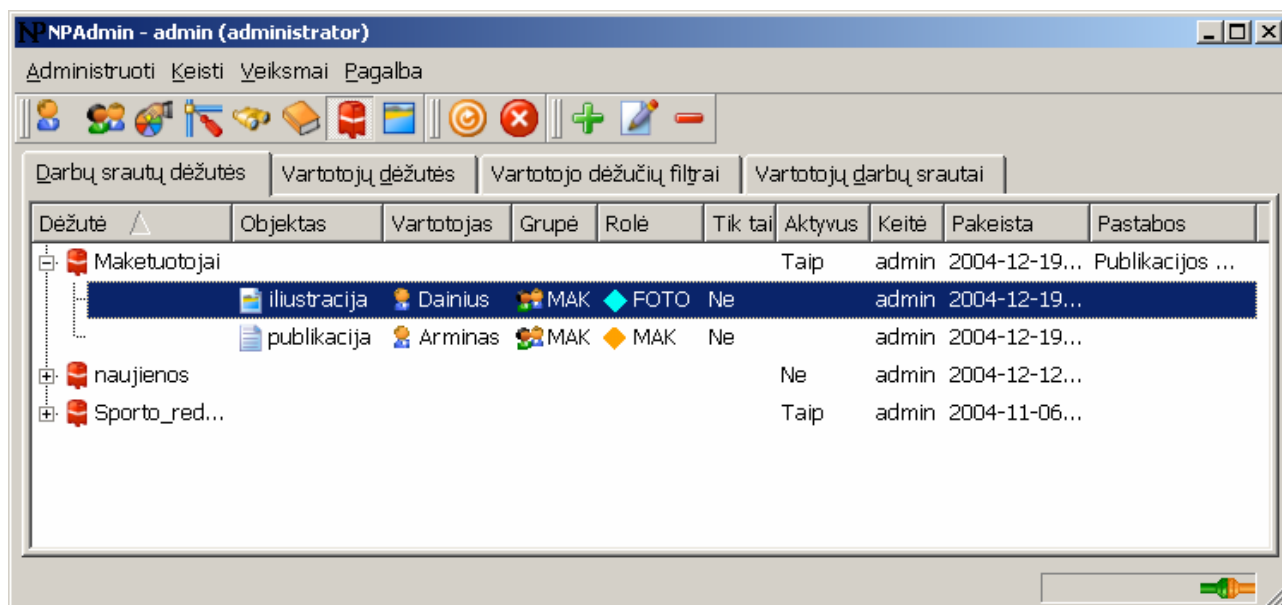 NPAdmin - admin (administrator)
Administruoti Keisti Veiksmai Pagalba
Darbų srautų dėžutės Vartotojų dėžutės Vartotojo dėžučių filtrai Vartotojų darbų srautai
Dėžutė Objektas Vartotojas Grupė Rolė Tik tai Aktyvus Keitė Pakeista Pastabos
Maketuotojai Taip admin 2004-12-19... Publikacijos ...
iliustracija Dainius MAK FOTO Ne admin 2004-12-19...
publikacija Arminas MAK MAK Ne admin 2004-12-19...
naujienos Ne admin 2004-12-12...
Sporto_red... Taip admin 2004-11-06...